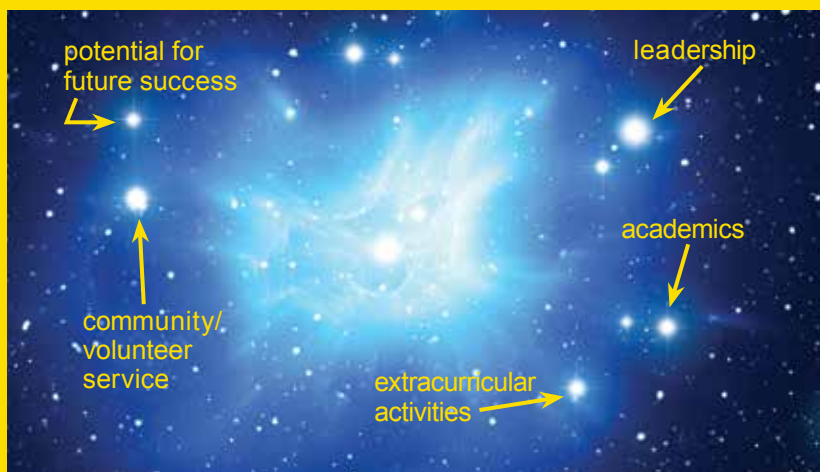 potential for
future success
leadership
academics
community/
volunteer
service
extracurricular
activities